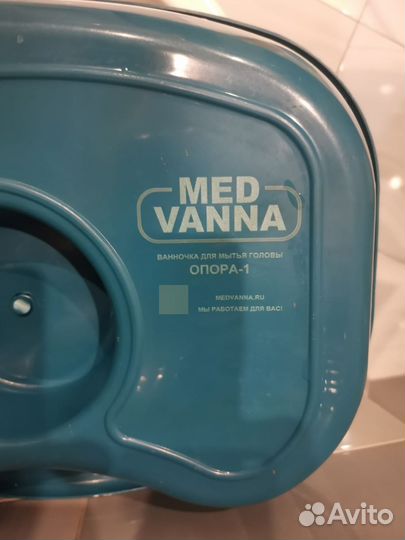 MED
VANNA
ВАННОЧКА ДЛЯ МЫТЬЯ ГОЛОВЫ
ОПОРА-1
MEDVANNA.RU
МЫ РАБОТАЕМ ДЛЯ ВАС!
Avito